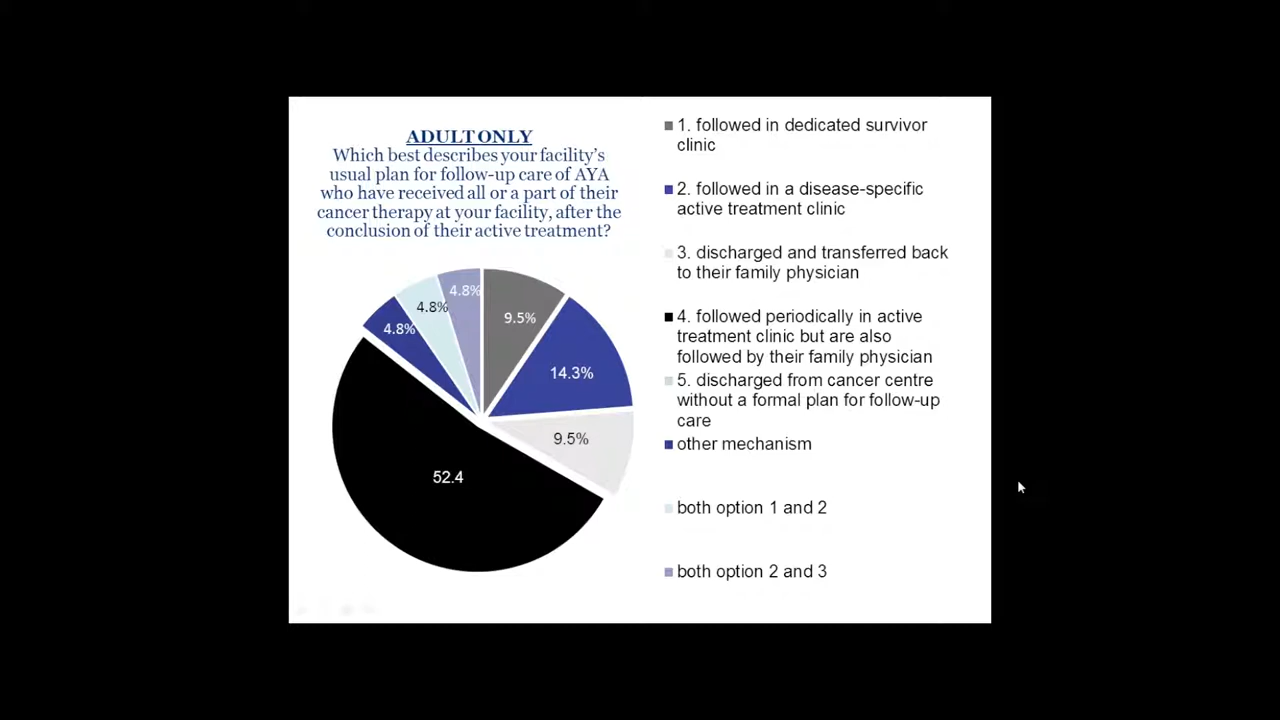 ADULT ONLY
Which best describes your facility's
usual plan for follow-up care of AYA
who have received all or a part of their
cancer therapy at your facility, after the
conclusion of their active treatment?
4.8%
4.8%
4.8%
9.5%
14.3%
9.5%
52.4
1. followed in dedicated survivor
clinic
2. followed in a disease-specific
active treatment clinic
3. discharged and transferred back
to their family physician
4. followed periodically in active
treatment clinic but are also
followed by their family physician
5. discharged from cancer centre
without a formal plan for follow-up
care
other mechanism
both option 1 and 2
both option 2 and 3